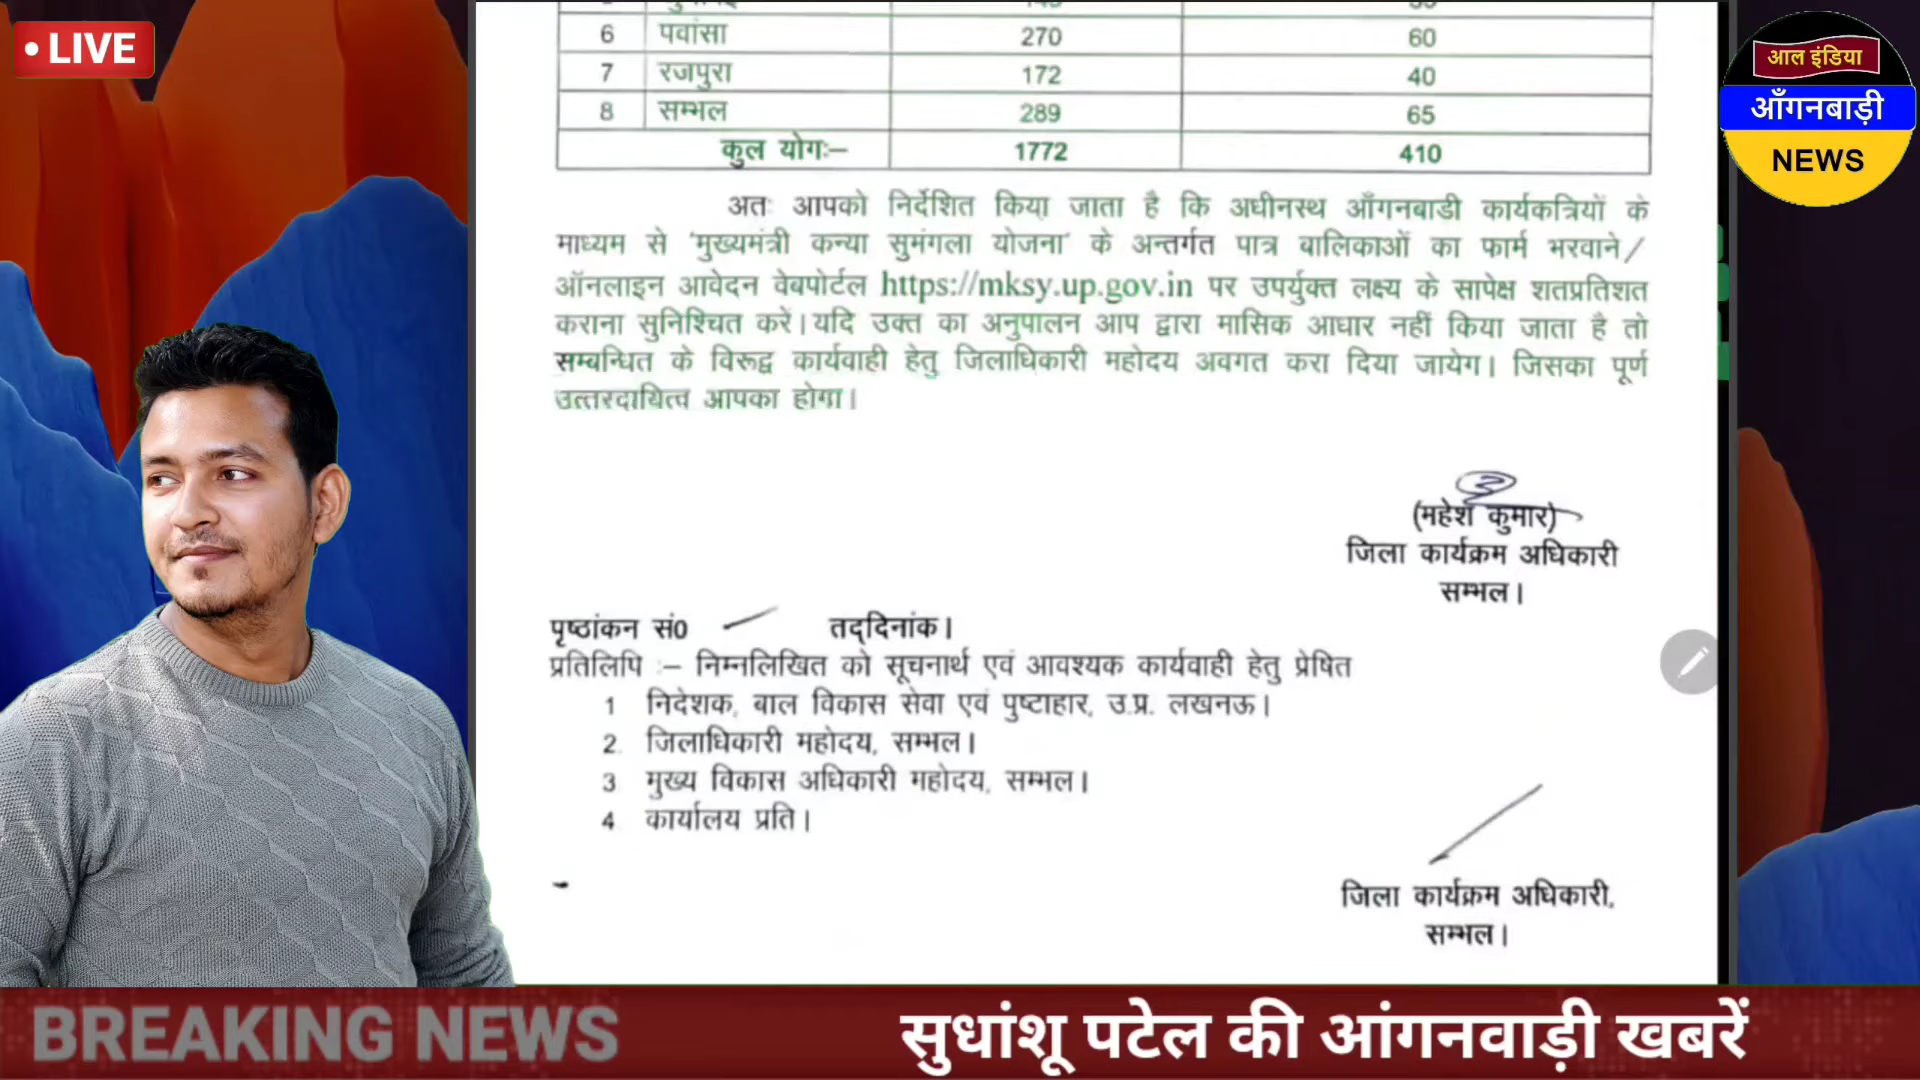 • LIVE
6 पवांसा 270 60
7 रजपुरा 172 40
8 सम्भल 289 65
कुल योगः– 1772 410
अतः आपको निर्देशित किया जाता है कि अधीनस्थ आँगनबाडी कार्यकत्रियों के
माध्यम से 'मुख्यमंत्री कन्या सुमंगला योजना' के अन्तर्गत पात्र बालिकाओं का फार्म भरवाने/
ऑनलाइन आवेदन वेबपोर्टल https://mksy.up.gov.in पर उपर्युक्त लक्ष्य के सापेक्ष शतप्रतिशत
कराना सुनिश्चित करें। यदि उक्त का अनुपालन आप द्वारा मासिक आधार नहीं किया जाता है तो
सम्बन्धित के विरूद्व कार्यवाही हेतु जिलाधिकारी महोदय अवगत करा दिया जायेग। जिसका पूर्ण
उत्तरदायित्व आपका होगा।
(महेश कुमार)
जिला कार्यक्रम अधिकारी
सम्भल।
पृष्ठांकन सं0 तद्दिनांक।
प्रतिलिपि :– निम्नलिखित को सूचनार्थ एवं आवश्यक कार्यवाही हेतु प्रेषित
1 निदेशक, बाल विकास सेवा एवं पुष्टाहार, उ.प्र. लखनऊ।
2. जिलाधिकारी महोदय, सम्भल।
3 मुख्य विकास अधिकारी महोदय, सम्भल।
4 कार्यालय प्रति।
जिला कार्यक्रम अधिकारी,
सम्भल।
आल इंडिया
आँगनबाड़ी
NEWS
BREAKING NEWS
सुधांशू पटेल की आंगनवाड़ी खबरें